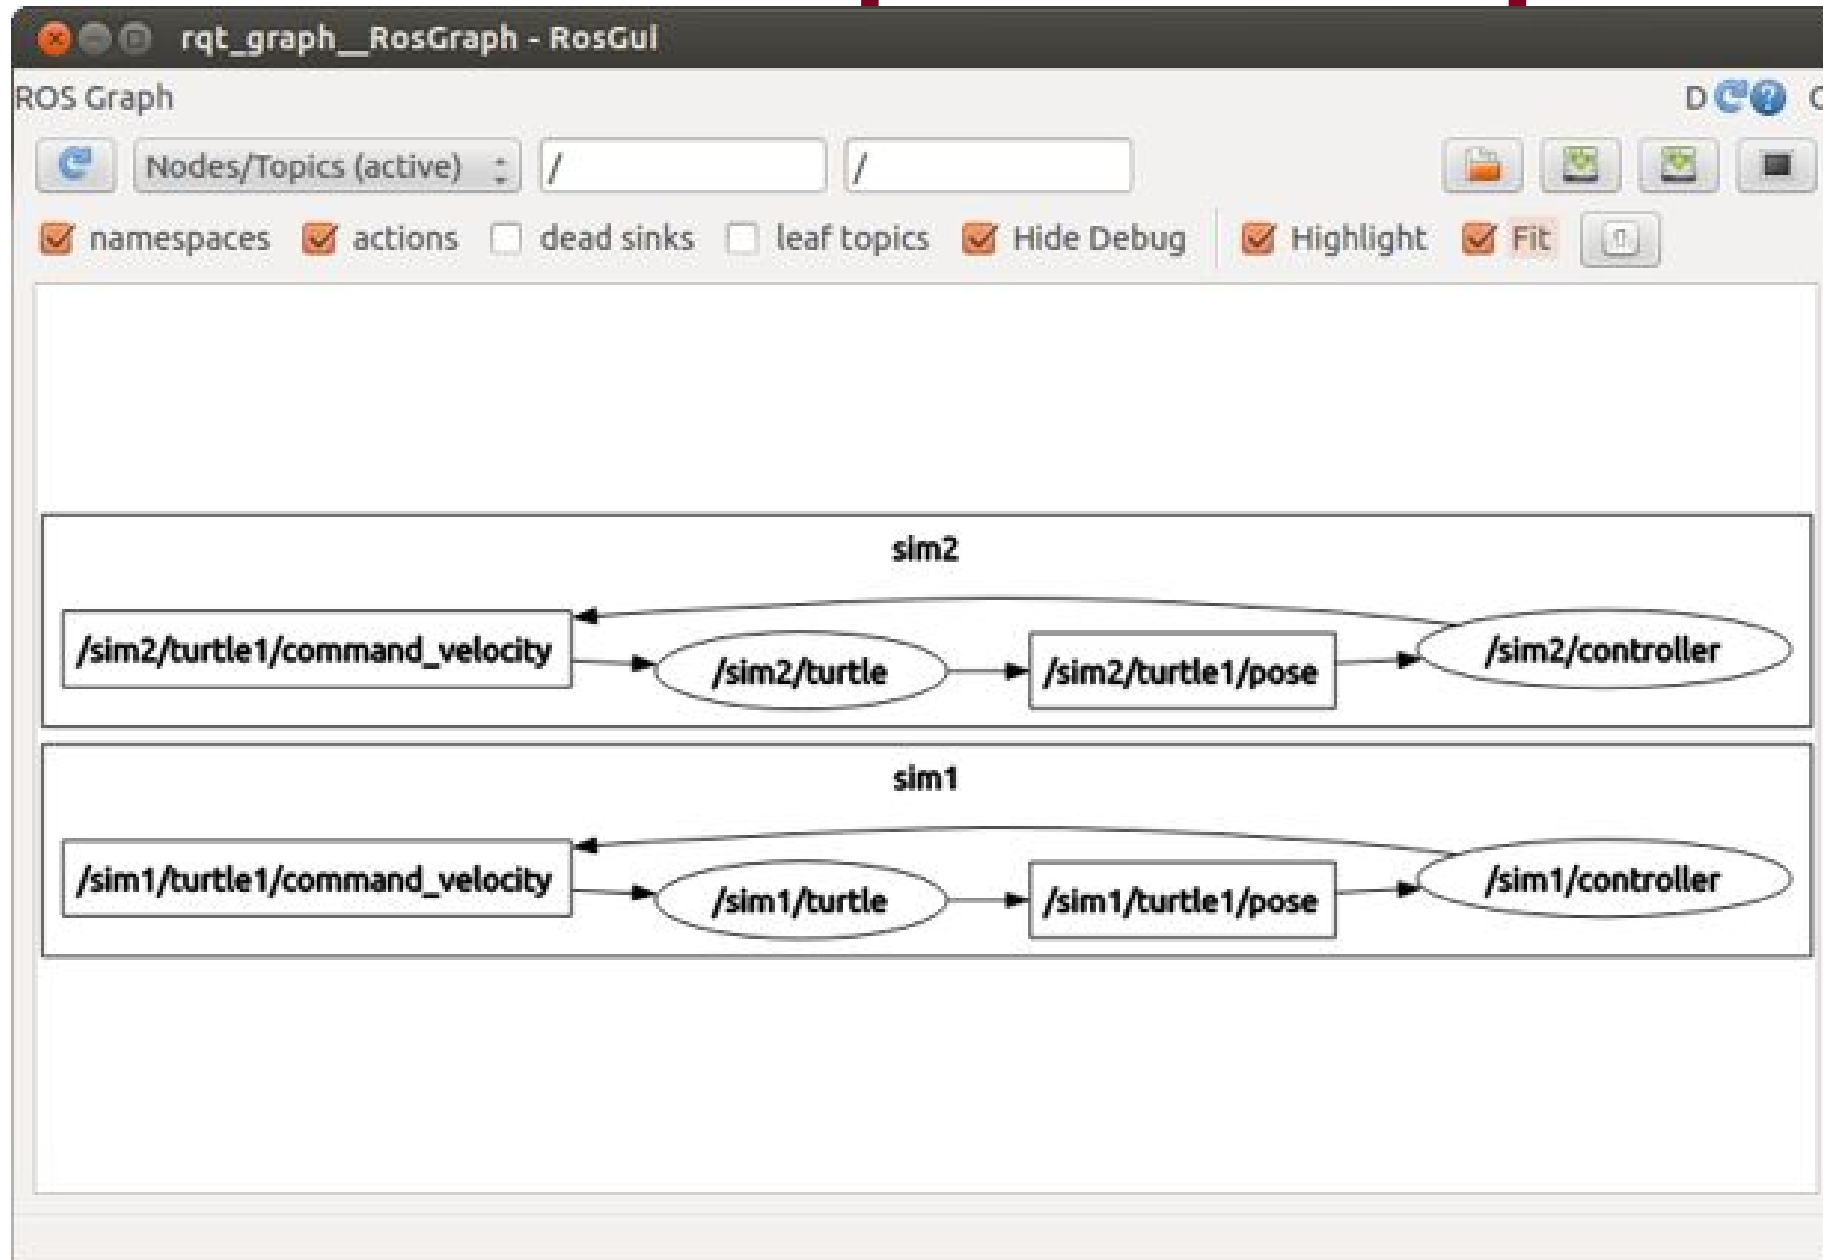 rqt_graph__RosGraph - RosGui
ROS Graph D
Nodes/Topics (active) / /
namespaces actions dead sinks leaf topics Hide Debug Highlight Fit
sim2
/sim2/turtle1/command_velocity /sim2/turtle /sim2/turtle1/pose /sim2/controller
sim1
/sim1/turtle1/command_velocity /sim1/turtle /sim1/turtle1/pose /sim1/controller